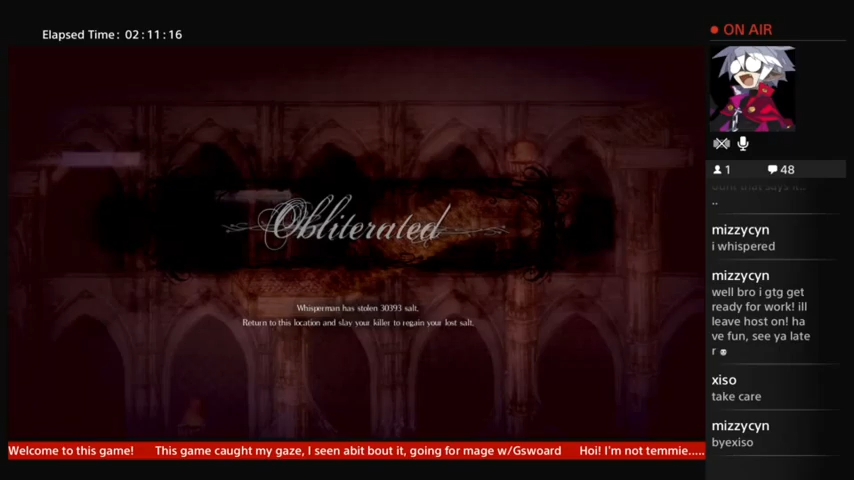 Elapsed Time: 02:11:16
ON AIR
1
48
..
mizzycyn
i whispered
mizzycyn
well bro i gtg get
ready for work! ill
leave host on! ha
ve fun, see ya late
r
xiso
take care
mizzycyn
byexiso
Obliterated
Whisperman has stolen 30393 salt.
Return to this location and slay your killer to regain your lost salt.
Welcome to this game! This game caught my gaze, I seen abit bout it, going for mage w/Gswoard Hoi! I'm not temmie.....